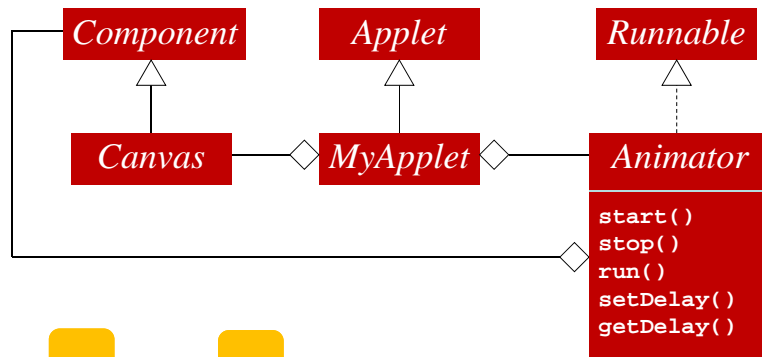 Component
Applet
Runnable
Canvas
MyApplet
Animator
start()
stop()
run()
setDelay()
getDelay()